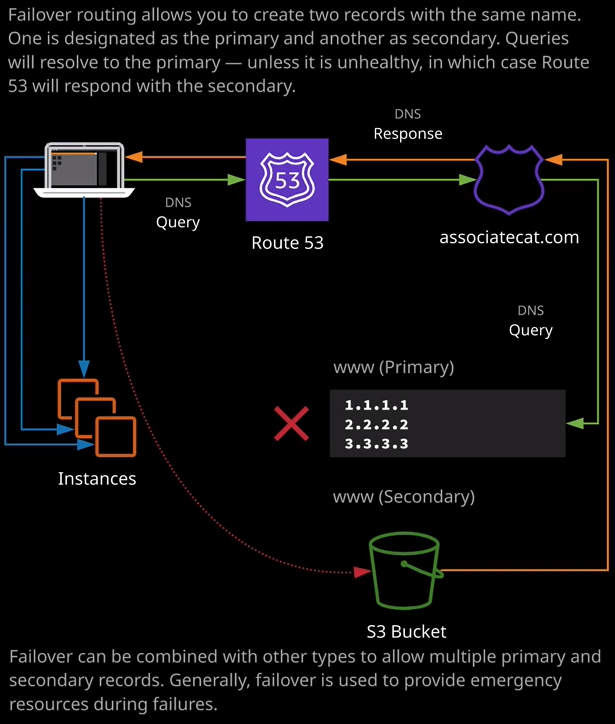 Failover routing allows you to create two records with the same name.
One is designated as the primary and another as secondary. Queries
will resolve to the primary — unless it is unhealthy, in which case Route
53 will respond with the secondary.
DNS
Response
53
DNS
Query
Route 53
associatecat.com
DNS
Query
www (Primary)
1.1.1.1
2.2.2.2
3.3.3.3
Instances
www (Secondary)
S3 Bucket
Failover can be combined with other types to allow multiple primary and
secondary records. Generally, failover is used to provide emergency
resources during failures.